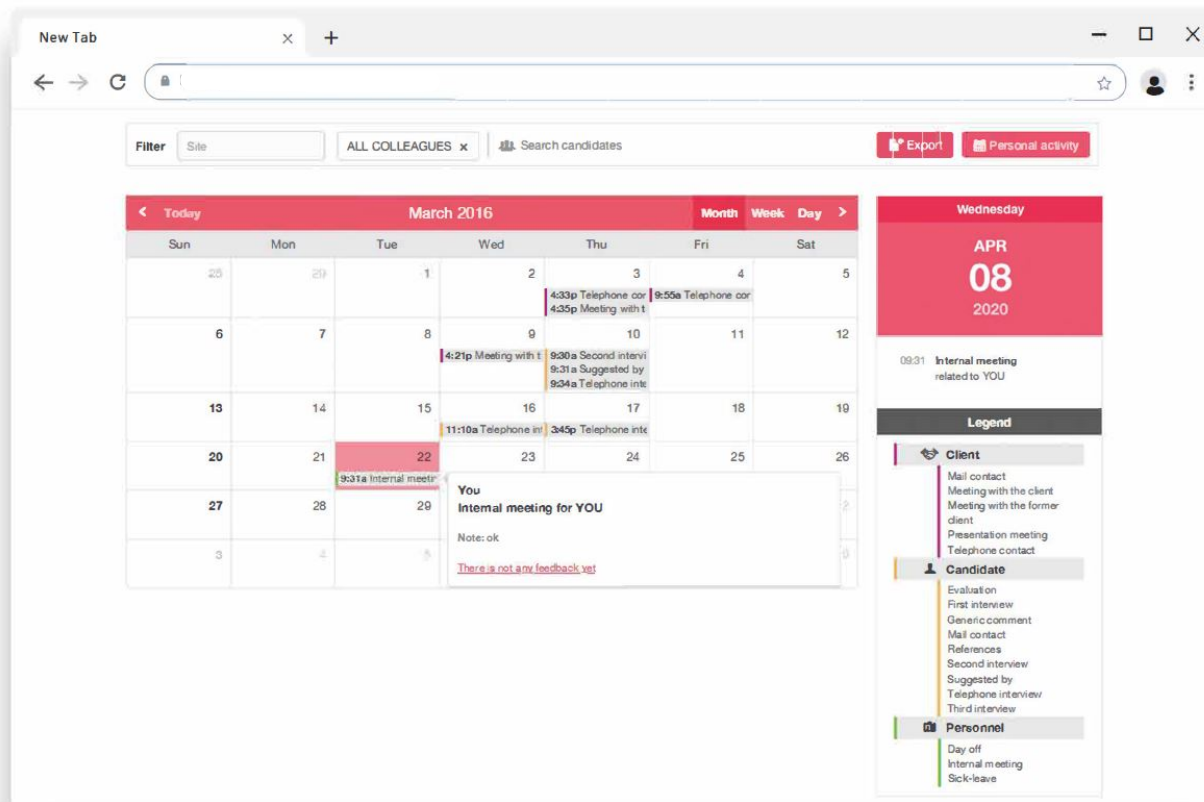 New Tab
Filter Site ALL COLLEAGUES x Search candidates Export Personal activity
Today March 2016 Month Week Day
Sun Mon Tue Wed Thu Fri Sat
29 1 2 3 4 5
4:33p Telephone cor 9:55a Telephone cor
4:35p Meeting with t
6 7 8 9 10 11 12
4:21p Meeting with t 9:30a Second intervi
9:31a Suggested by
9:34a Telephone inte
13 14 15 16 17 18 19
11:10a Telephone int 3:45p Telephone inte
20 21 22 23 24 25 26
9:31a Internal meetin
27 28 29 2
3 4 5
You
Internal meeting for YOU
Note: ok
There is not any feedback yet
Wednesday
APR
08
2020
09:31 Internal meeting
related to YOU
Legend
Client
Mail contact
Meeting with the client
Meeting with the former
client
Presentation meeting
Telephone contact
Candidate
Evaluation
First interview
Generic comment
Mail contact
References
Second interview
Suggested by
Telephone interview
Third interview
Personnel
Day off
Internal meeting
Sick-leave